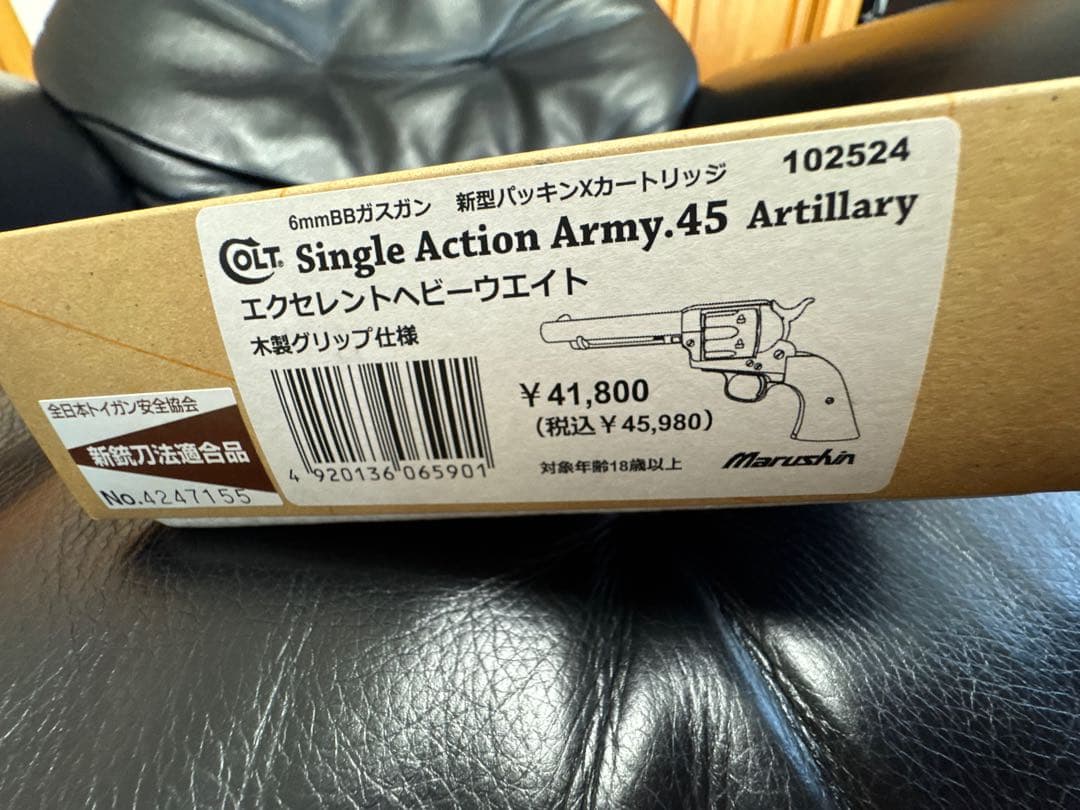 102524
6mmBBガスガン 新型パッキンXカートリッジ
COLT® Single Action Army.45 Artillary
エクセレントヘビーウエイト
木製グリップ仕様
¥41,800
(税込¥45,980)
4 920136 065901
対象年齢18歳以上
Marushin
全日本トイガン安全協会
新銃刀法適合品
No.4247155